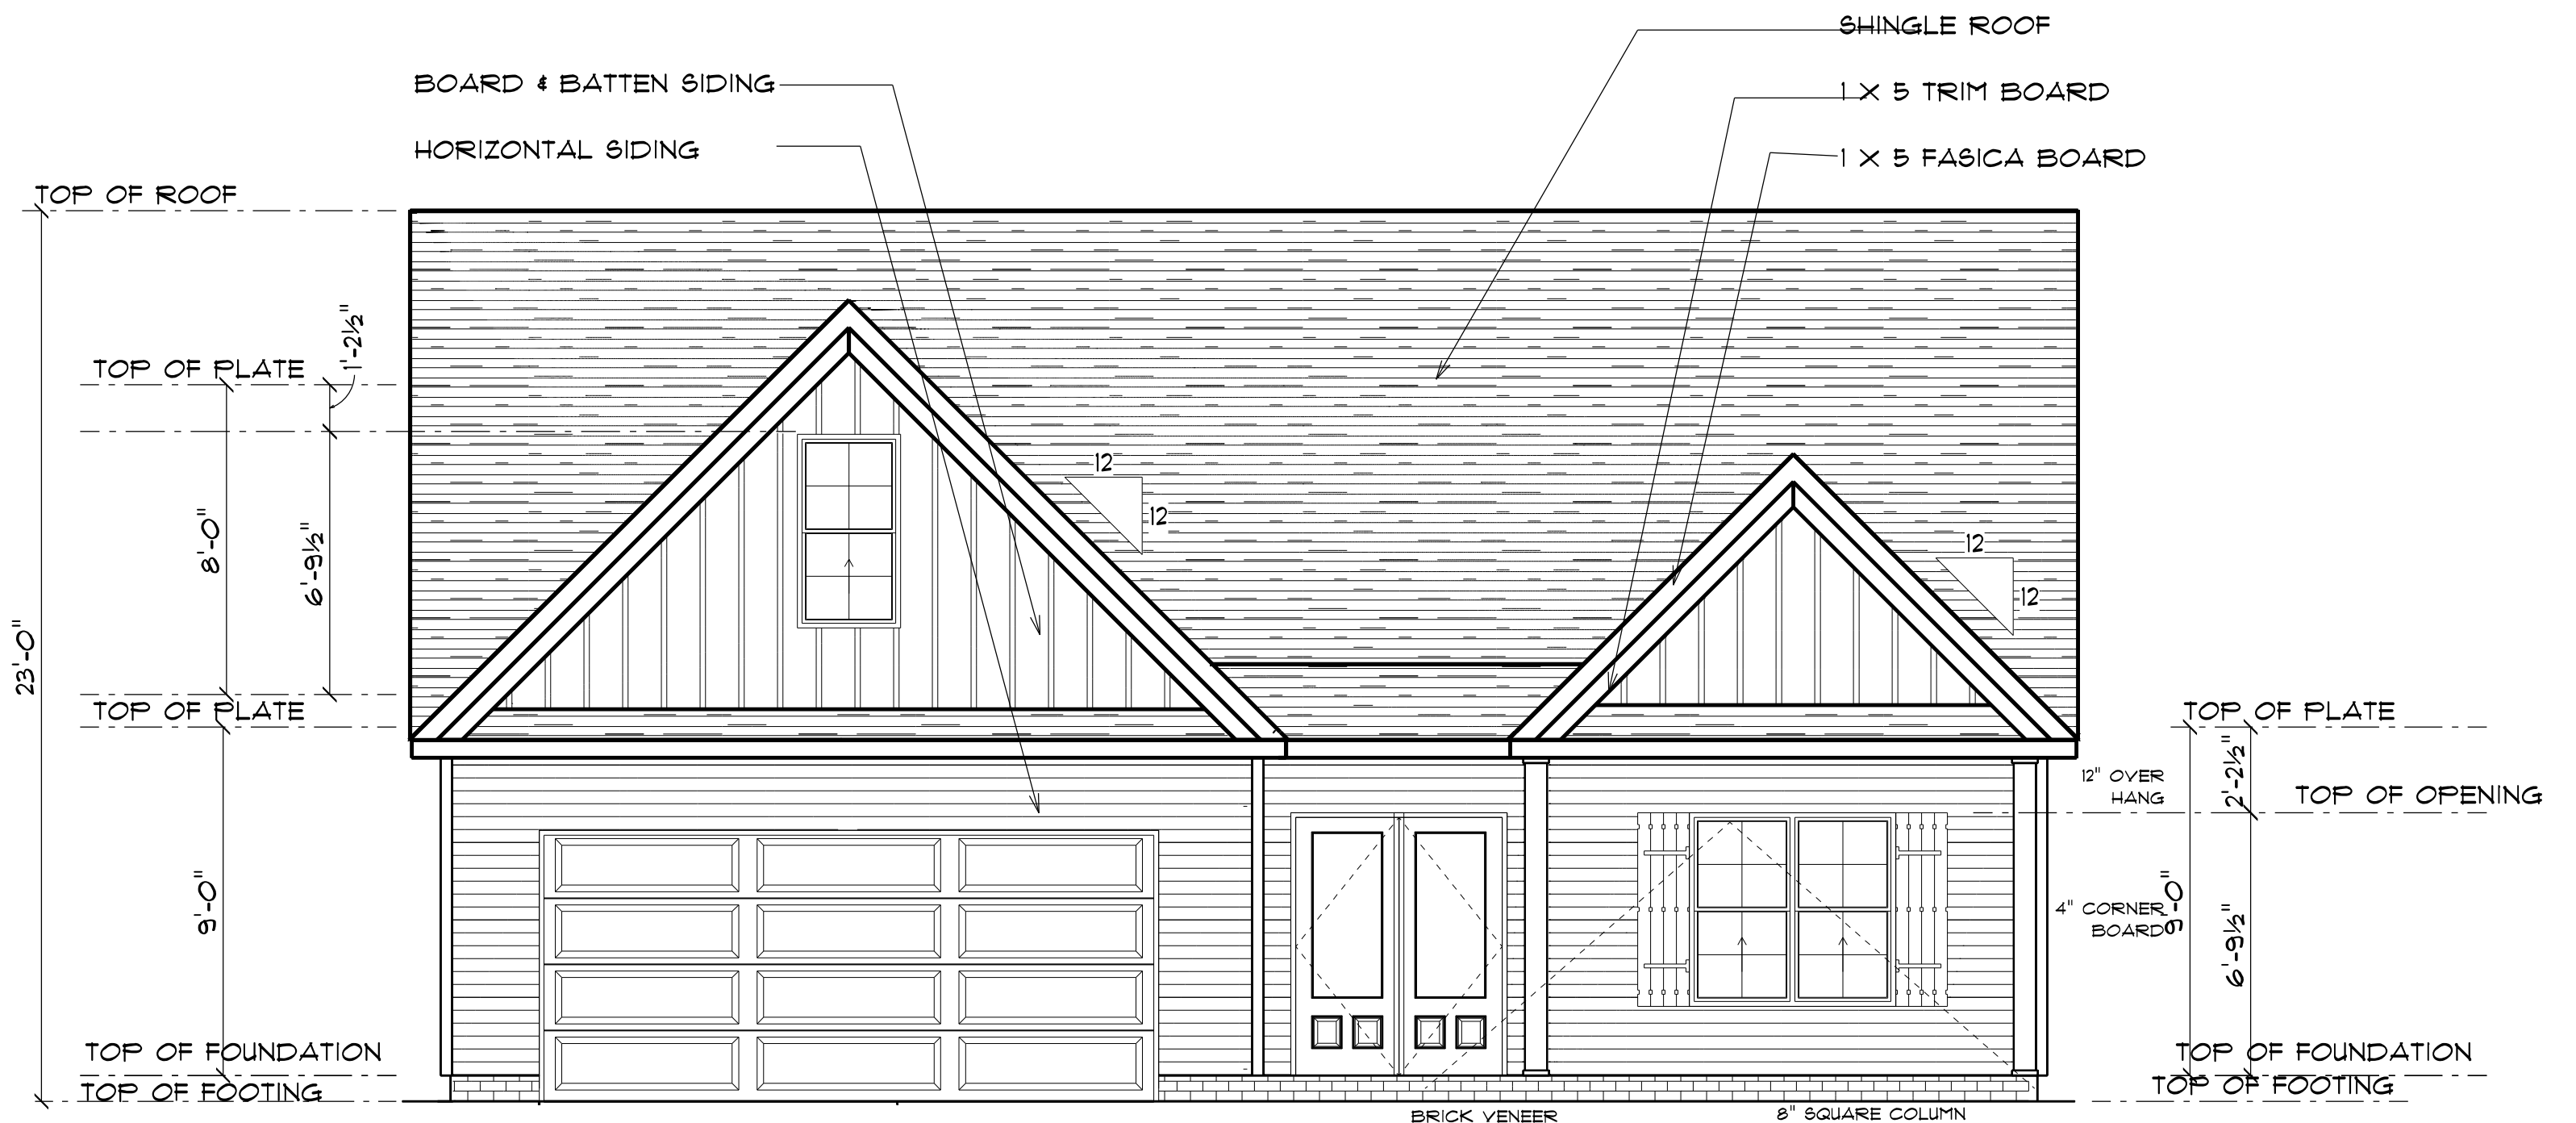 SHINGLE ROOF
BOARD & BATTEN SIDING
1 X 5 TRIM BOARD
HORIZONTAL SIDING
1 X 5 FASICA BOARD
TOP OF ROOF
1'-2½"
TOP OF PLATE
12
12
8'-0"
6'-9½"
12
12
23'-0"
TOP OF PLATE
TOP OF PLATE
2'-2½"
12" OVER
HANG
TOP OF OPENING
9'-0"
9'-0"
4" CORNER
BOARD
6'-9½"
TOP OF FOUNDATION
TOP OF FOUNDATION
TOP OF FOOTING
TOP OF FOOTING
BRICK VENEER
8" SQUARE COLUMN